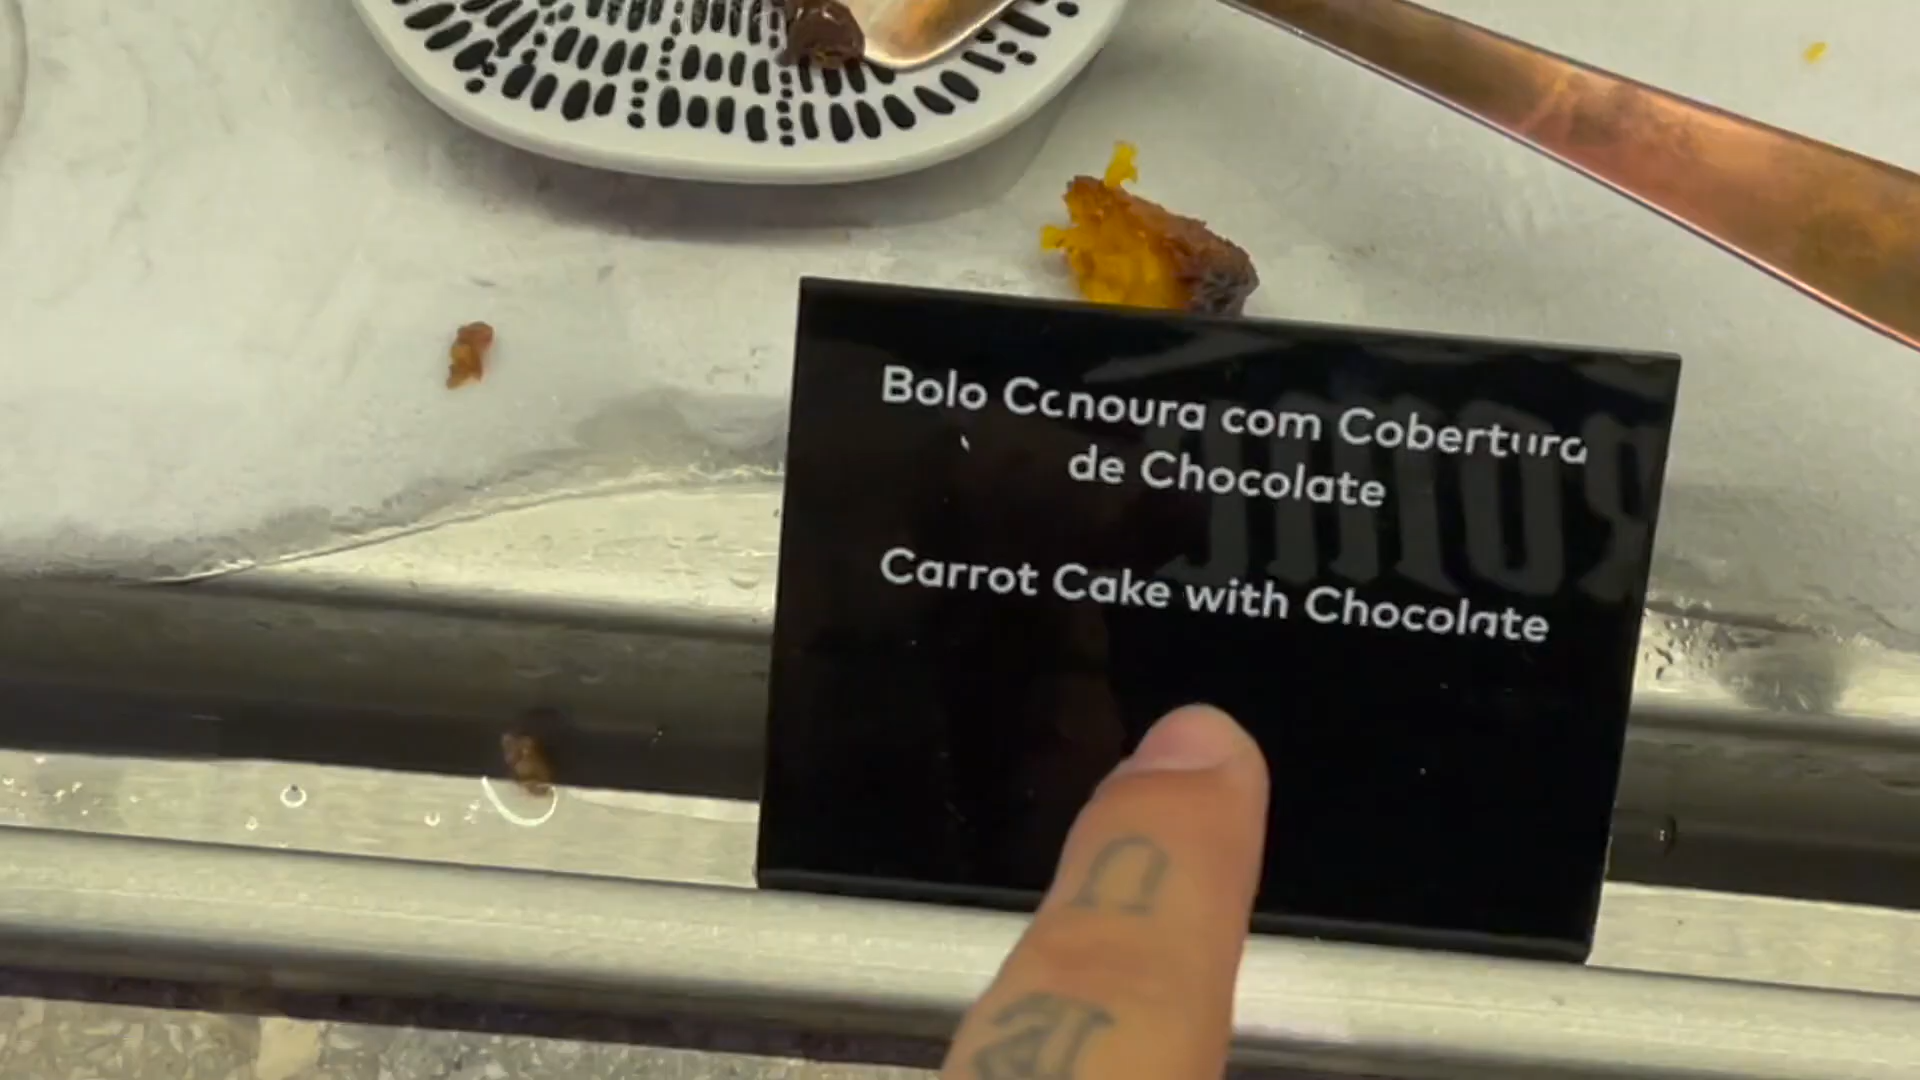 Bolo Cenoura com Cobertura
de Chocolate
Carrot Cake with Chocolate